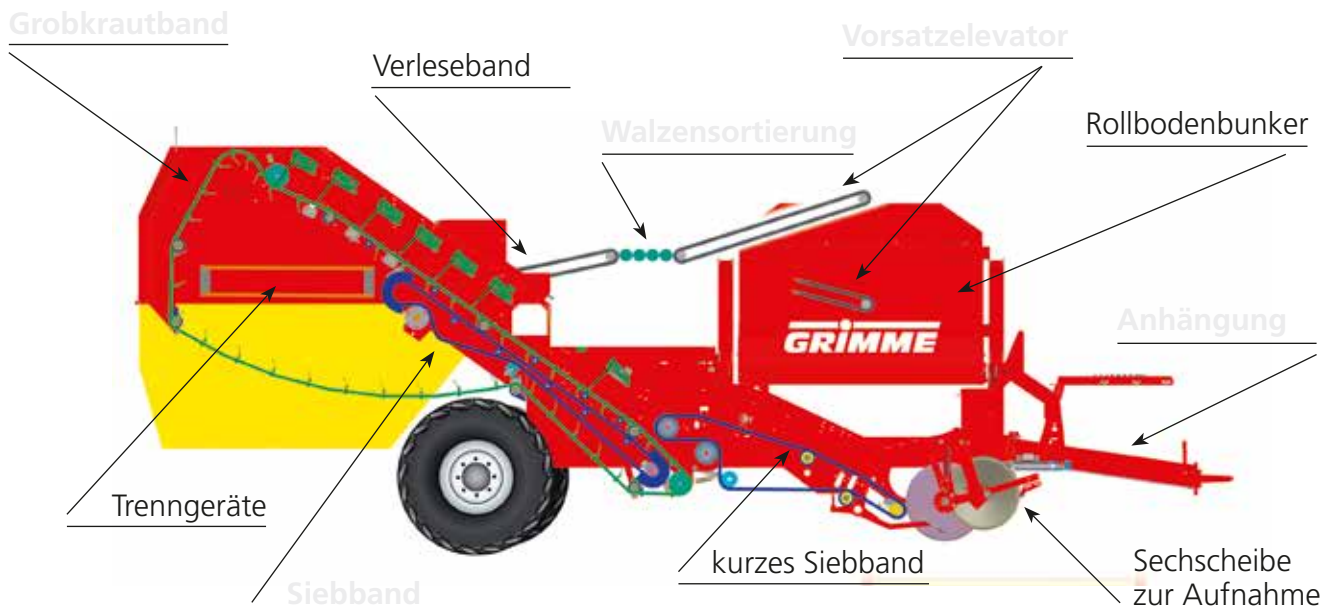 Grobkrautband
Vorsatzelevator
Verleseband
Walzensortierung
Rollbodenbunker
GRIMME
Anhängung
Trenngeräte
kurzes Siebband
Sechscheibe
zur Aufnahme
Siebband